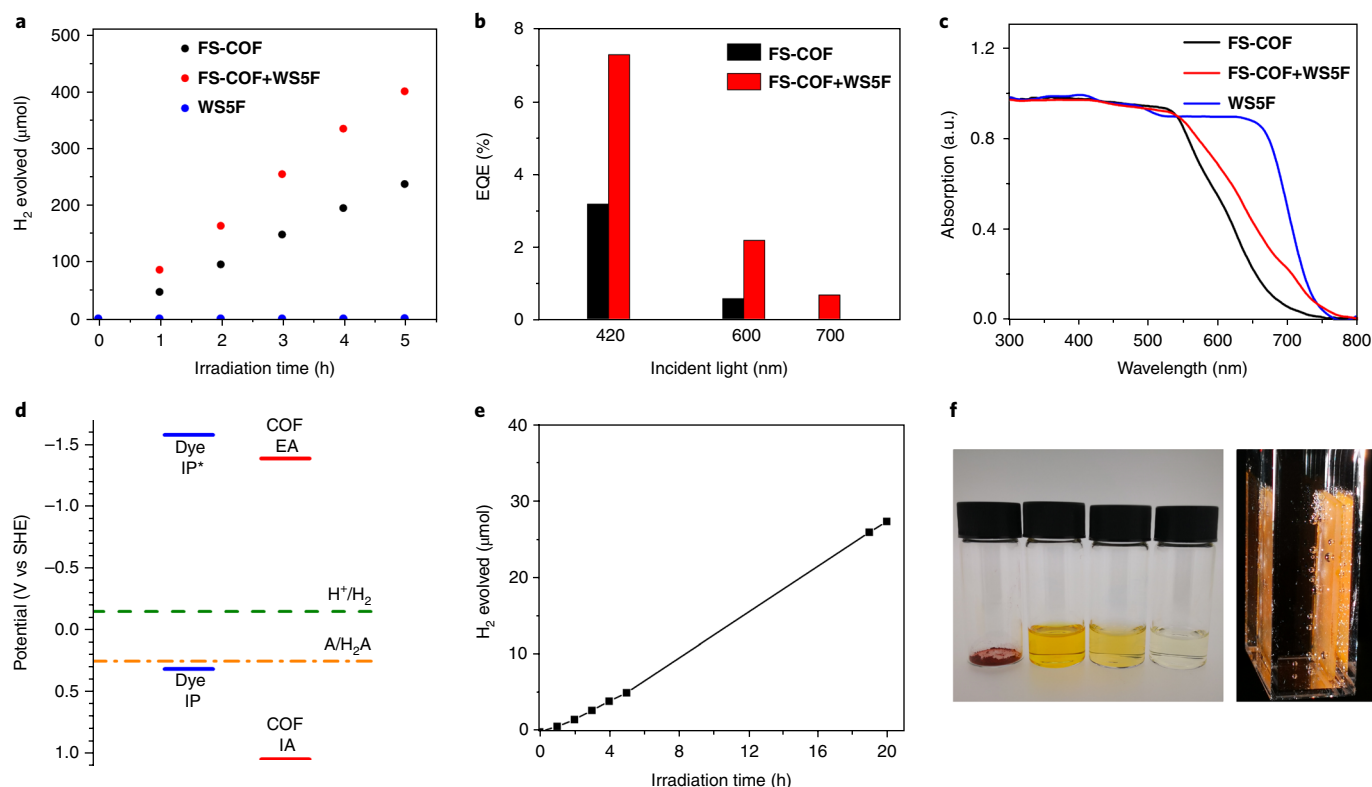 a
500
400
300
200
100
0
H₂ evolved (μmol)
FS-COF
FS-COF+WS5F
WS5F
0 1 2 3 4 5
Irradiation time (h)
b
8
6
4
2
0
EQE (%)
FS-COF
FS-COF+WS5F
420 600 700
Incident light (nm)
c
1.2
0.8
0.4
0.0
Absorption (a.u.)
FS-COF
FS-COF+WS5F
WS5F
300 400 500 600 700 800
Wavelength (nm)
d
–1.5
–1.0
–0.5
0.0
0.5
1.0
Potential (V vs SHE)
Dye
IP*
COF
EA
H⁺/H₂
A/H₂A
Dye
IP
COF
IA
e
40
30
20
10
0
H₂ evolved (μmol)
0 4 8 12 16 20
Irradiation time (h)
f